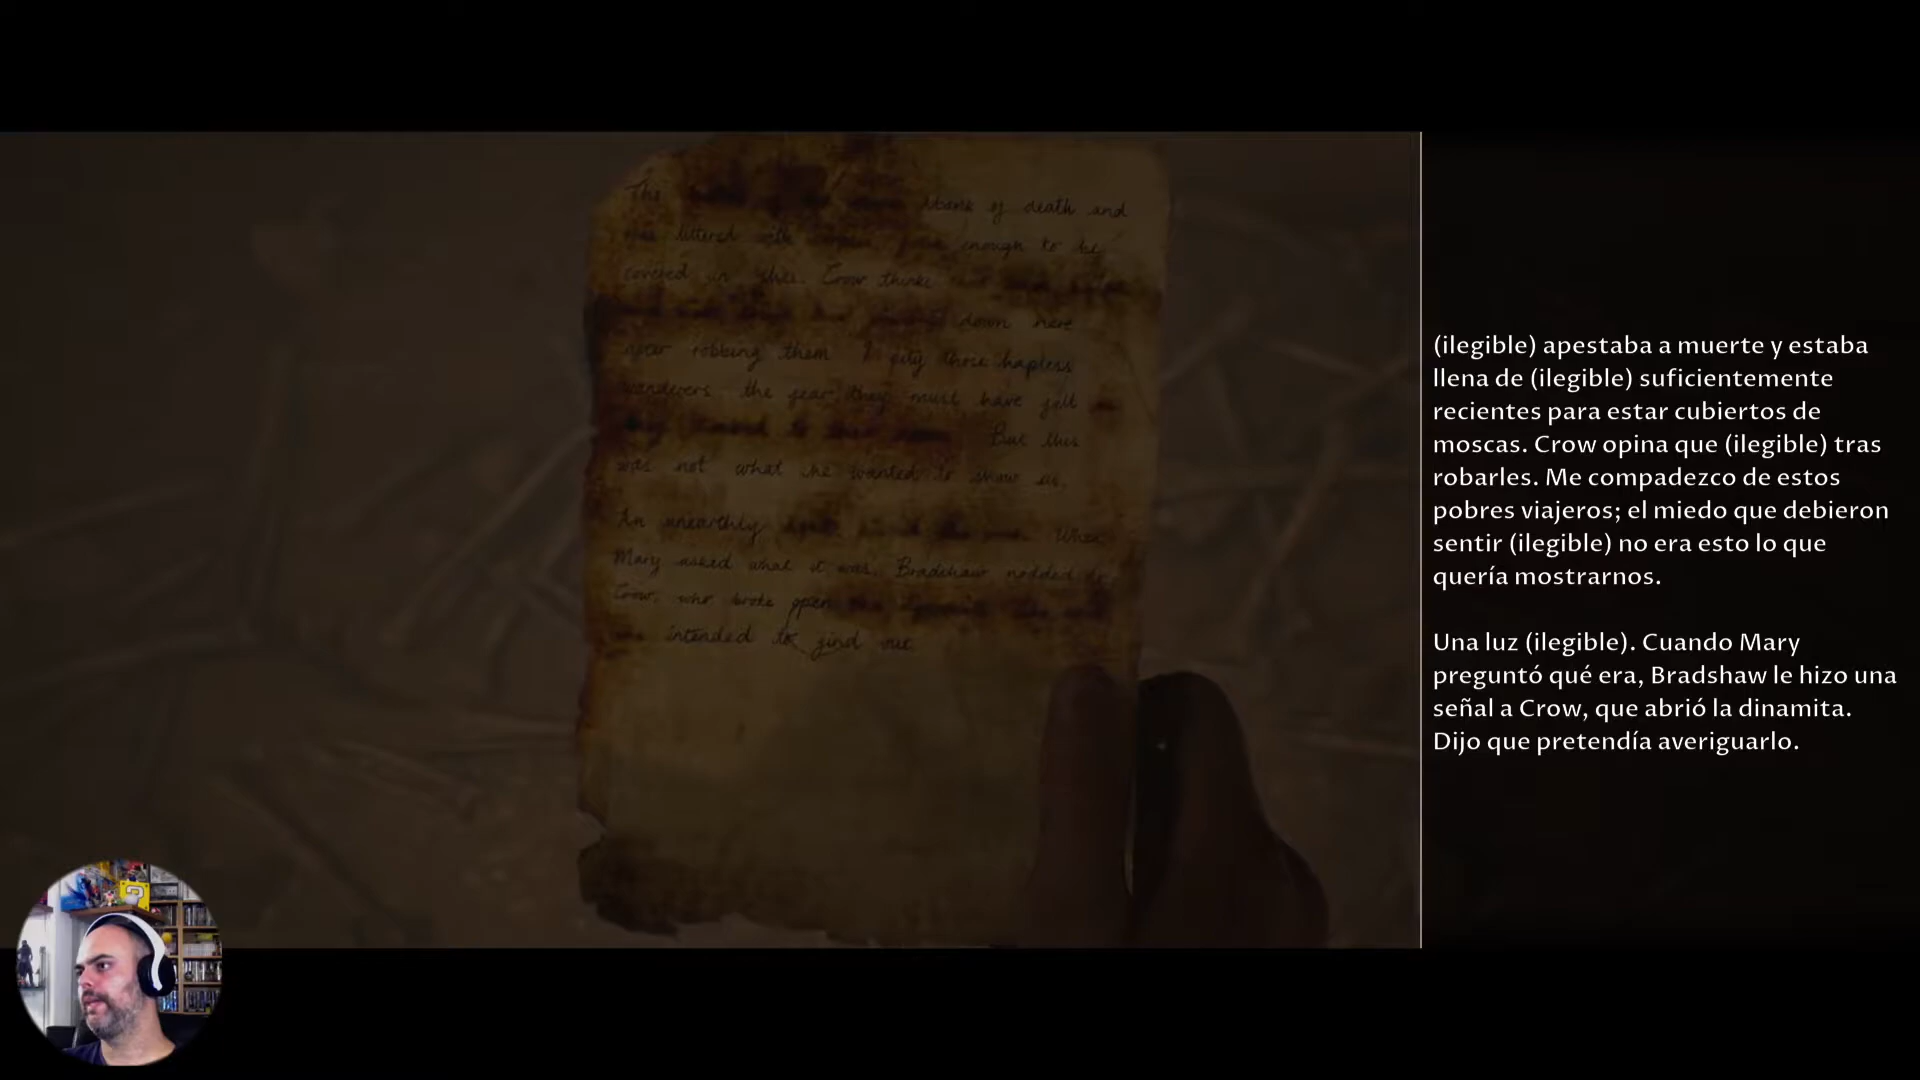 The stank of death and
was littered with enough to be
covered in flies. Crow thinks
down here
after robbing them I pity those hapless
wanderers the fear they must have felt
But this
was not what he wanted to show us.
An unearthly When
Mary asked what it was, Bradshaw nodded to
Crow, who broke open
intended to find out
(ilegible) apestaba a muerte y estaba
llena de (ilegible) suficientemente
recientes para estar cubiertos de
moscas. Crow opina que (ilegible) tras
robarles. Me compadezco de estos
pobres viajeros; el miedo que debieron
sentir (ilegible) no era esto lo que
quería mostrarnos.
Una luz (ilegible). Cuando Mary
preguntó qué era, Bradshaw le hizo una
señal a Crow, que abrió la dinamita.
Dijo que pretendía averiguarlo.